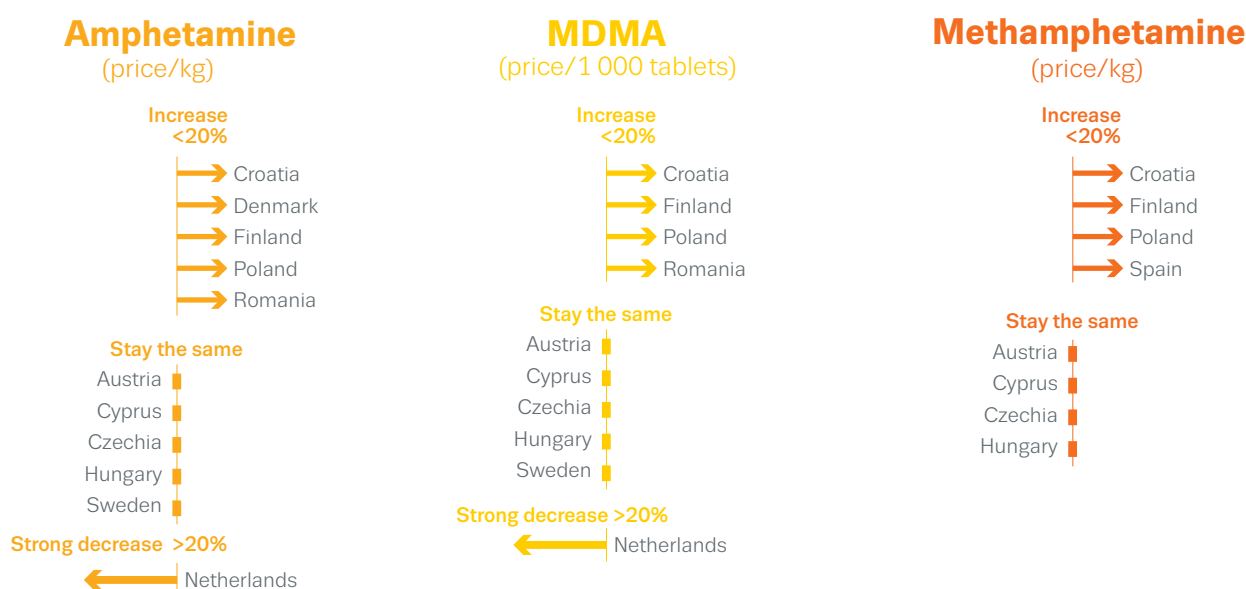 Amphetamine
(price/kg)
Increase
<20%
Croatia
Denmark
Finland
Poland
Romania
Stay the same
Austria
Cyprus
Czechia
Hungary
Sweden
Strong decrease >20%
Netherlands
MDMA
(price/1 000 tablets)
Increase
<20%
Croatia
Finland
Poland
Romania
Stay the same
Austria
Cyprus
Czechia
Hungary
Sweden
Strong decrease >20%
Netherlands
Methamphetamine
(price/kg)
Increase
<20%
Croatia
Finland
Poland
Spain
Stay the same
Austria
Cyprus
Czechia
Hungary